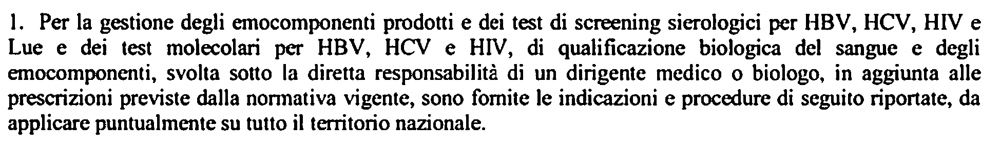 1. Per la gestione degli emocomponenti prodotti e dei test di screening sierologici per HBV, HCV, HIV e
Lue e dei test molecolari per HBV, HCV e HIV, di qualificazione biologica del sangue e degli
emocomponenti, svolta sotto la diretta responsabilità di un dirigente medico o biologo, in aggiunta alle
prescrizioni previste dalla normativa vigente, sono fornite le indicazioni e procedure di seguito riportate, da
applicare puntualmente su tutto il territorio nazionale.